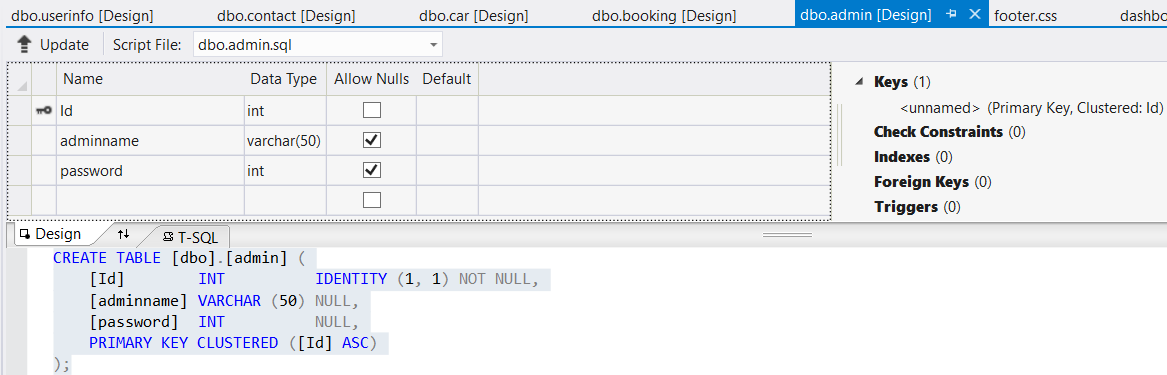 dbo.userinfo [Design] dbo.contact [Design] dbo.car [Design] dbo.booking [Design] dbo.admin [Design] footer.css dashbo
Update Script File: dbo.admin.sql
Name Data Type Allow Nulls Default
Id int
adminname varchar(50)
password int
Keys (1)
<unnamed> (Primary Key, Clustered: Id)
Check Constraints (0)
Indexes (0)
Foreign Keys (0)
Triggers (0)
Design T-SQL
CREATE TABLE [dbo].[admin] (
[Id] INT IDENTITY (1, 1) NOT NULL,
[adminname] VARCHAR (50) NULL,
[password] INT NULL,
PRIMARY KEY CLUSTERED ([Id] ASC)
);